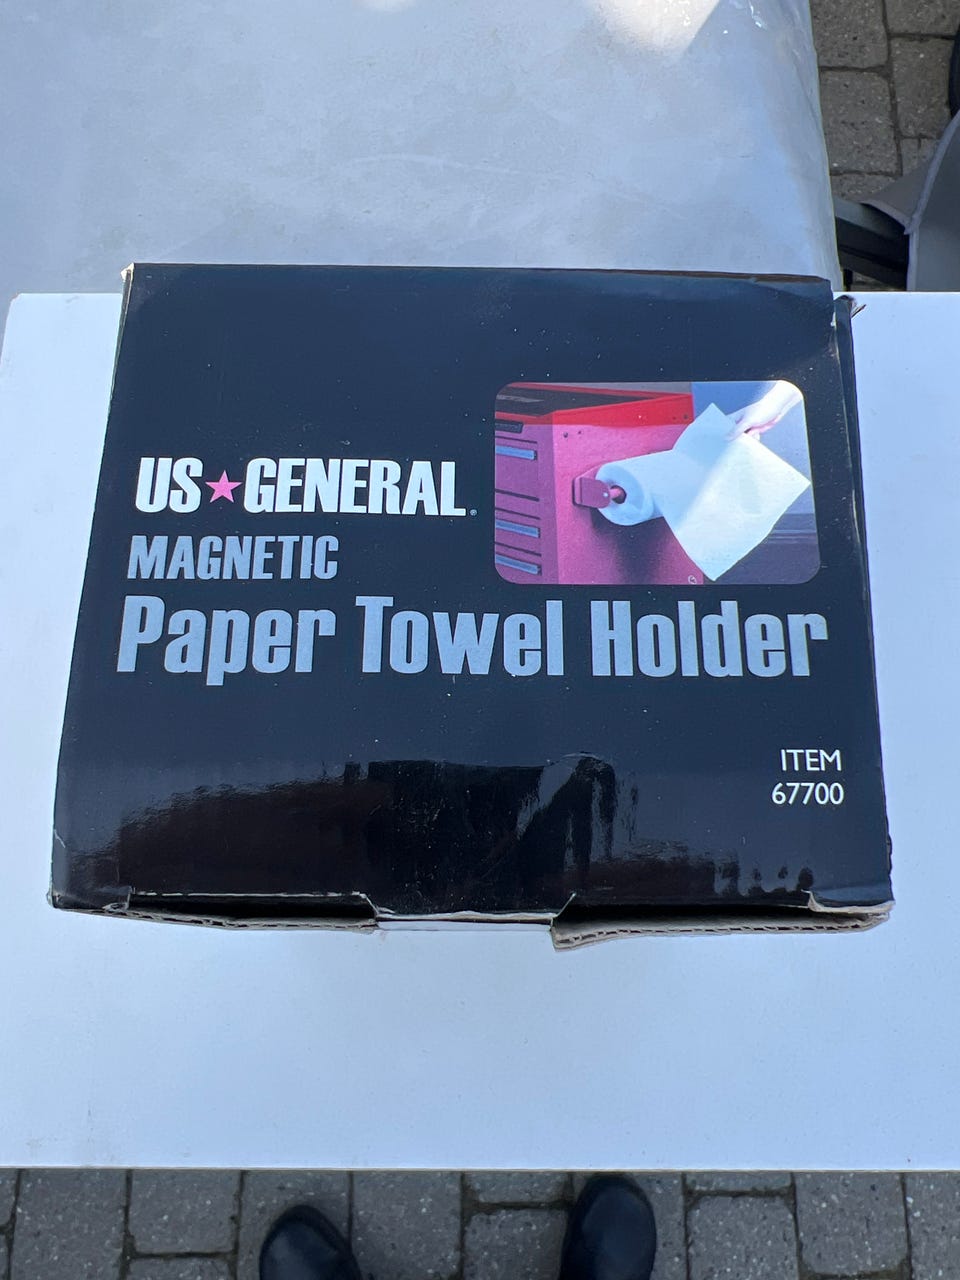 US★GENERAL®
MAGNETIC
Paper Towel Holder
ITEM
67700